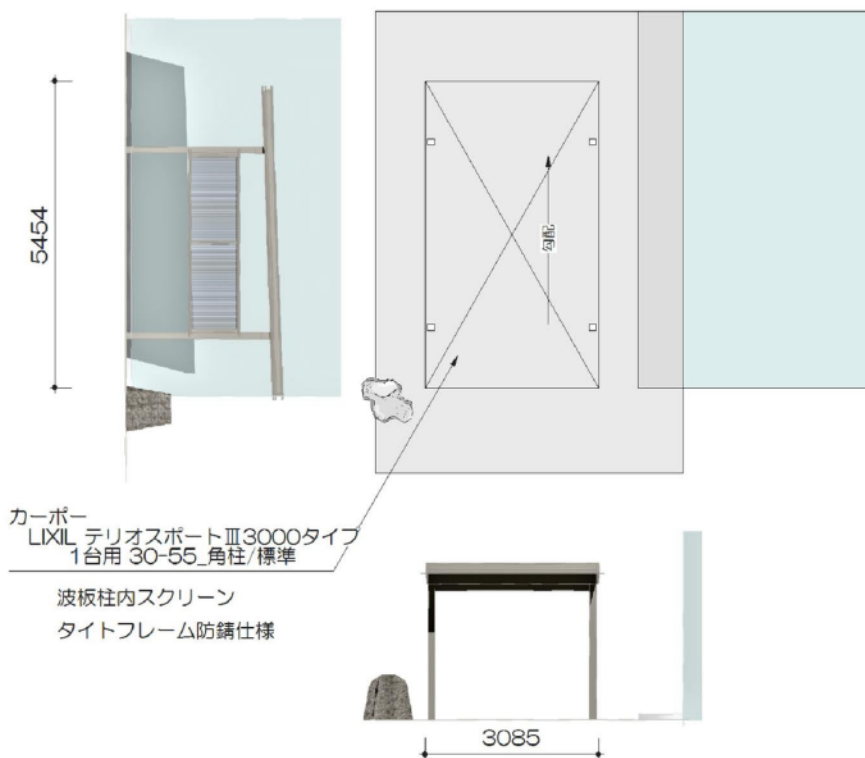 5454
勾配
カーポー
LIXIL テリオスポートⅢ3000タイプ
1台用 30-55_角柱/標準
波板柱内スクリーン
タイトフレーム防錆仕様
3085